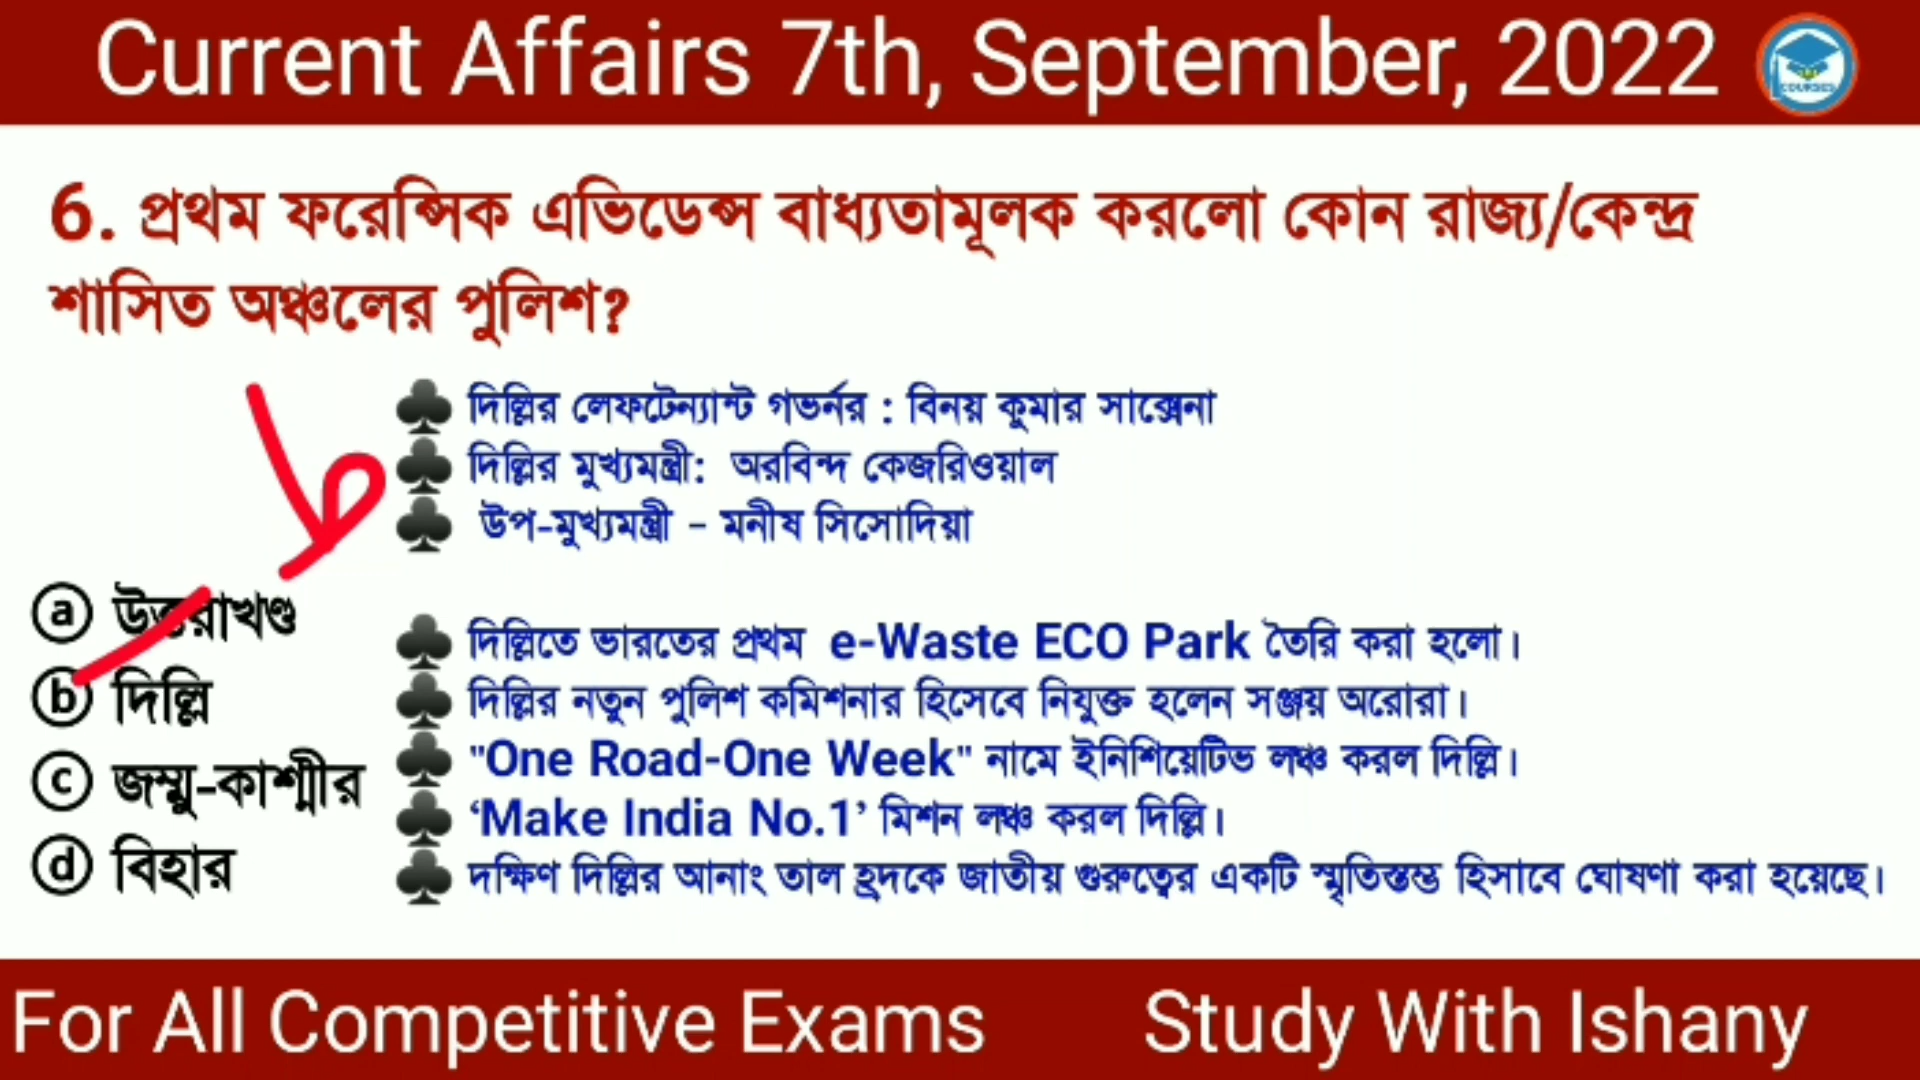 Current Affairs 7th, September, 2022
COURSES
6. প্রথম ফরেন্সিক এভিডেন্স বাধ্যতামূলক করলো কোন রাজ্য/কেন্দ্র
শাসিত অঞ্চলের পুলিশ?
♣ দিল্লির লেফটেন্যান্ট গভর্নর : বিনয় কুমার সাক্সেনা
♣ দিল্লির মুখ্যমন্ত্রী: অরবিন্দ কেজরিওয়াল
♣ উপ-মুখ্যমন্ত্রী – মনীষ সিসোদিয়া
ⓐ উত্তরাখণ্ড
ⓑ দিল্লি
ⓒ জম্মু-কাশ্মীর
ⓓ বিহার
♣ দিল্লিতে ভারতের প্রথম e-Waste ECO Park তৈরি করা হলো।
♣ দিল্লির নতুন পুলিশ কমিশনার হিসেবে নিযুক্ত হলেন সঞ্জয় অরোরা।
♣ "One Road-One Week" নামে ইনিশিয়েটিভ লঞ্চ করল দিল্লি।
♣ ‘Make India No.1’ মিশন লঞ্চ করল দিল্লি।
♣ দক্ষিণ দিল্লির আনাং তাল হ্রদকে জাতীয় গুরুত্বের একটি স্মৃতিস্তম্ভ হিসাবে ঘোষণা করা হয়েছে।
For All Competitive Exams
Study With Ishany